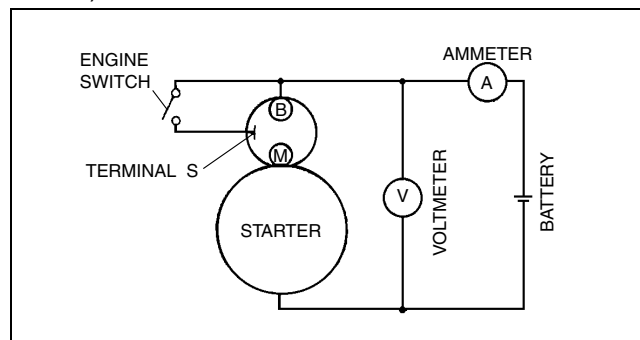 ENGINE
SWITCH
AMMETER
A
B
TERMINAL S
M
V
VOLTMETER
BATTERY
STARTER